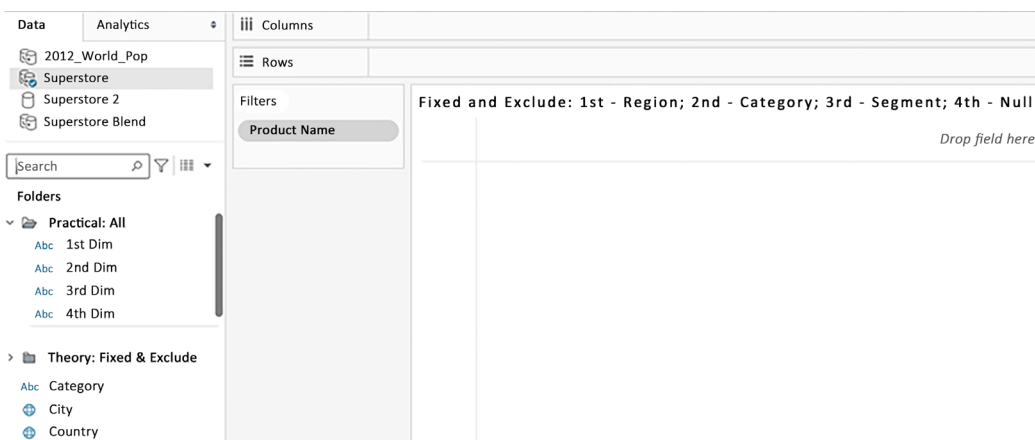 Data
Analytics
Columns
2012_World_Pop
Superstore
Superstore 2
Superstore Blend
Rows
Filters
Product Name
Fixed and Exclude: 1st - Region; 2nd - Category; 3rd - Segment; 4th - Null
Drop field here
Search
Folders
Practical: All
Abc 1st Dim
Abc 2nd Dim
Abc 3rd Dim
Abc 4th Dim
Theory: Fixed & Exclude
Abc Category
City
Country